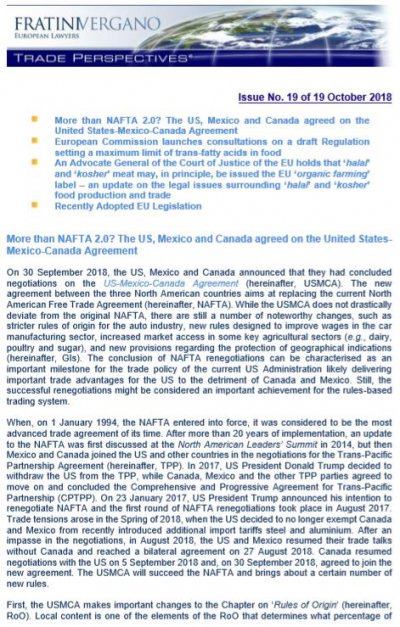 FRATINIVERGANO
EUROPEAN LAWYERS
TRADE PERSPECTIVES©
Issue No. 19 of 19 October 2018
More than NAFTA 2.0? The US, Mexico and Canada agreed on the
United States-Mexico-Canada Agreement
European Commission launches consultations on a draft Regulation
setting a maximum limit of trans-fatty acids in food
An Advocate General of the Court of Justice of the EU holds that ‘halal’
and ‘kosher’ meat may, in principle, be issued the EU ‘organic farming’
label – an update on the legal issues surrounding ‘halal’ and ‘kosher’
food production and trade
Recently Adopted EU Legislation
More than NAFTA 2.0? The US, Mexico and Canada agreed on the United States-
Mexico-Canada Agreement
On 30 September 2018, the US, Mexico and Canada announced that they had concluded
negotiations on the US-Mexico-Canada Agreement (hereinafter, USMCA). The new
agreement between the three North American countries aims at replacing the current North
American Free Trade Agreement (hereinafter, NAFTA). While the USMCA does not drastically
deviate from the original NAFTA, there are still a number of noteworthy changes, such as
stricter rules of origin for the auto industry, new rules designed to improve wages in the car
manufacturing sector, increased market access in some key agricultural sectors (e.g., dairy,
poultry and sugar), and new provisions regarding the protection of geographical indications
(hereinafter, GIs). The conclusion of NAFTA renegotiations can be characterised as an
important milestone for the trade policy of the current US Administration likely delivering
important trade advantages for the US to the detriment of Canada and Mexico. Still, the
successful renegotiations might be considered an important achievement for the rules-based
trading system.
When, on 1 January 1994, the NAFTA entered into force, it was considered to be the most
advanced trade agreement of its time. After more than 20 years of implementation, an update
to the NAFTA was first discussed at the North American Leaders’ Summit in 2014, but then
Mexico and Canada joined the US and other countries in the negotiations for the Trans-Pacific
Partnership Agreement (hereinafter, TPP). In 2017, US President Donald Trump decided to
withdraw the US from the TPP, while Canada, Mexico and the other TPP parties agreed to
move on and concluded the Comprehensive and Progressive Agreement for Trans-Pacific
Partnership (CPTPP). On 23 January 2017, US President Trump announced his intention to
renegotiate NAFTA and the first round of NAFTA renegotiations took place in August 2017.
Trade tensions arose in the Spring of 2018, when the US decided to no longer exempt Canada
and Mexico from recently introduced additional import tariffs steel and aluminium. After an
impasse in the negotiations, in August 2018, the US and Mexico resumed their trade talks
without Canada and reached a bilateral agreement on 27 August 2018. Canada resumed
negotiations with the US on 5 September 2018 and, on 30 September 2018, agreed to join the
new agreement. The USMCA will succeed the NAFTA and brings about a certain number of
new rules.
First, the USMCA makes important changes to the Chapter on ‘Rules of Origin’ (hereinafter,
RoO). Local content is one of the elements of the RoO that determines what percentage of